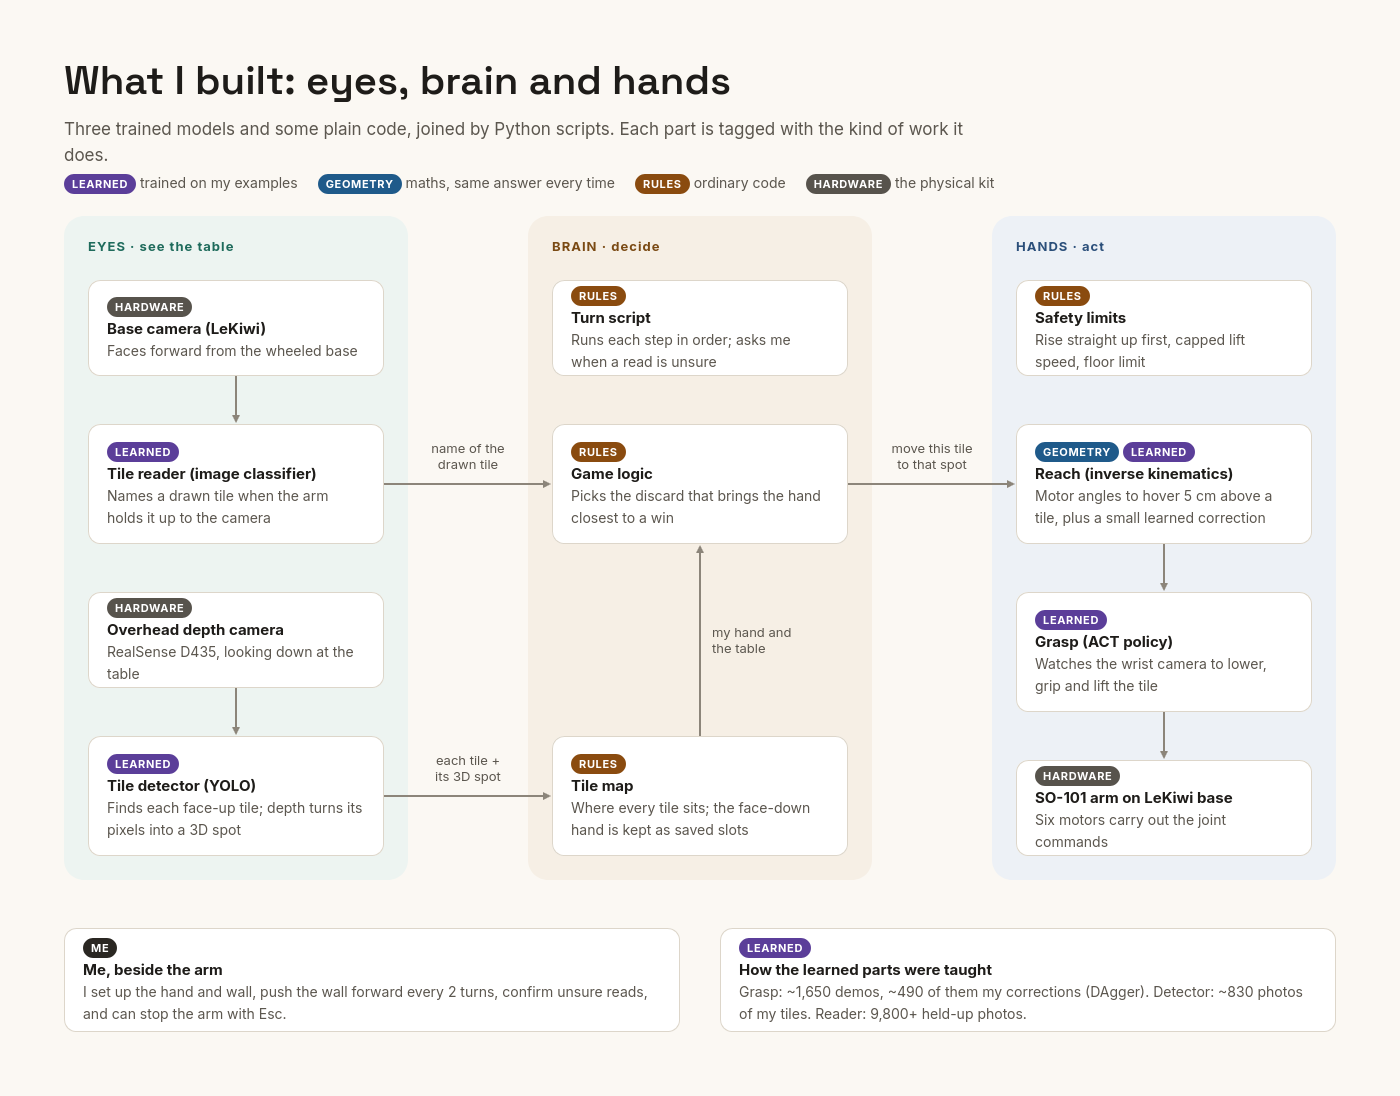 What I built: eyes, brain and hands
Three trained models and some plain code, joined by Python scripts. Each part is tagged with the kind of work it
does.
LEARNED trained on my examples GEOMETRY maths, same answer every time RULES ordinary code HARDWARE the physical kit
EYES · see the table
HARDWARE
Base camera (LeKiwi)
Faces forward from the wheeled base
LEARNED
Tile reader (image classifier)
Names a drawn tile when the arm
holds it up to the camera
HARDWARE
Overhead depth camera
RealSense D435, looking down at the
table
LEARNED
Tile detector (YOLO)
Finds each face-up tile; depth turns its
pixels into a 3D spot
name of the
drawn tile
each tile +
its 3D spot
BRAIN · decide
RULES
Turn script
Runs each step in order; asks me
when a read is unsure
RULES
Game logic
Picks the discard that brings the hand
closest to a win
my hand and
the table
RULES
Tile map
Where every tile sits; the face-down
hand is kept as saved slots
move this tile
to that spot
HANDS · act
RULES
Safety limits
Rise straight up first, capped lift
speed, floor limit
GEOMETRY LEARNED
Reach (inverse kinematics)
Motor angles to hover 5 cm above a
tile, plus a small learned correction
LEARNED
Grasp (ACT policy)
Watches the wrist camera to lower,
grip and lift the tile
HARDWARE
SO-101 arm on LeKiwi base
Six motors carry out the joint
commands
ME
Me, beside the arm
I set up the hand and wall, push the wall forward every 2 turns, confirm unsure reads,
and can stop the arm with Esc.
LEARNED
How the learned parts were taught
Grasp: ~1,650 demos, ~490 of them my corrections (DAgger). Detector: ~830 photos
of my tiles. Reader: 9,800+ held-up photos.